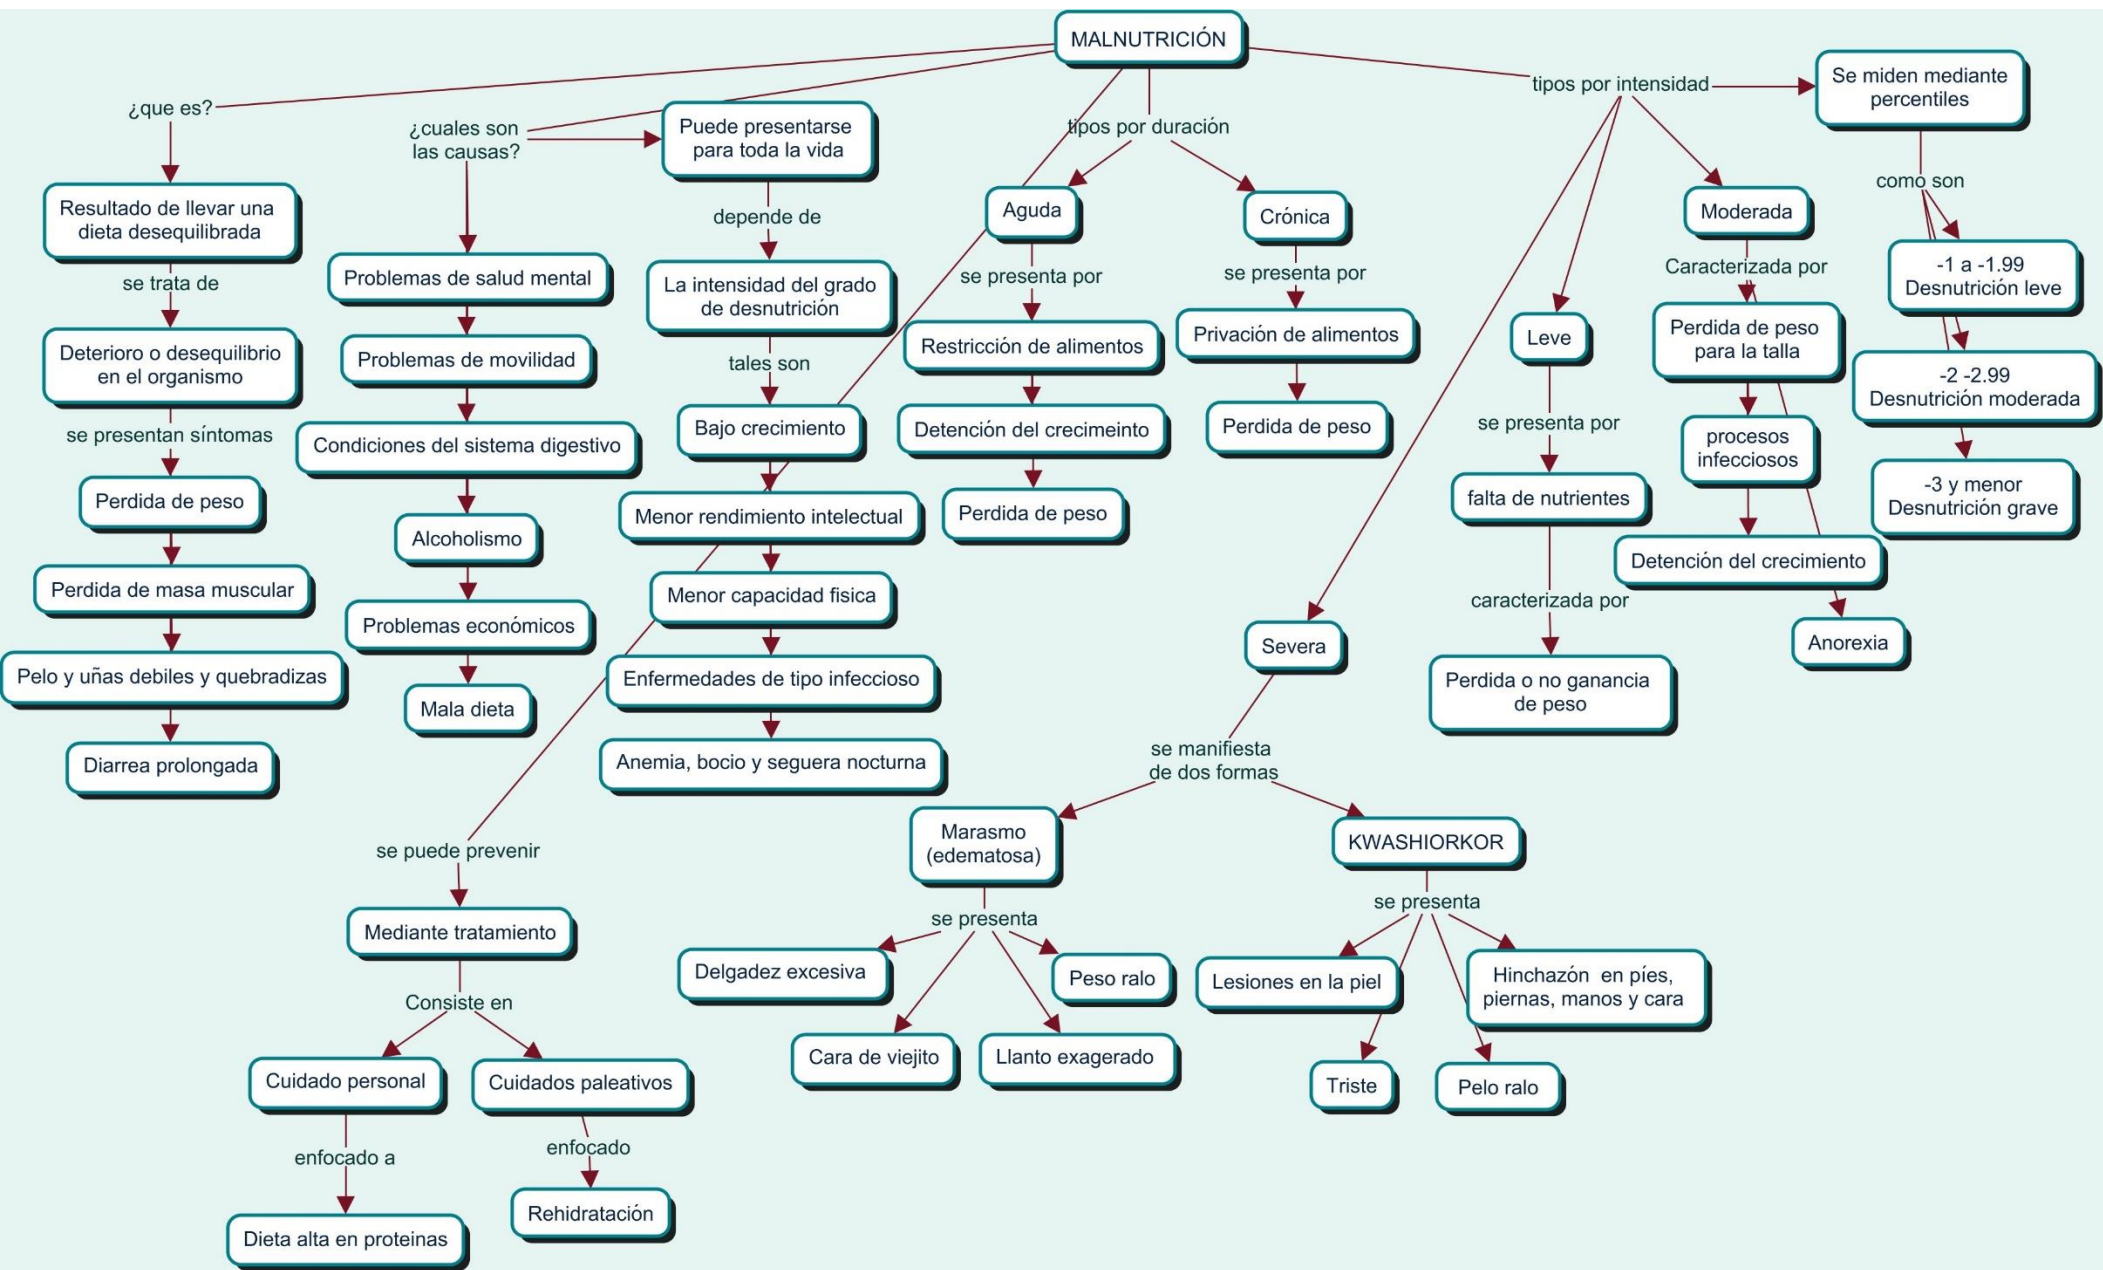 MALNUTRICIÓN
¿que es?
Resultado de llevar una
dieta desequilibrada
se trata de
Deterioro o desequilibrio
en el organismo
se presentan síntomas
Perdida de peso
Perdida de masa muscular
Pelo y uñas debiles y quebradizas
Diarrea prolongada
¿cuales son
las causas?
Problemas de salud mental
Problemas de movilidad
Condiciones del sistema digestivo
Alcoholismo
Problemas económicos
Mala dieta
Puede presentarse
para toda la vida
depende de
La intensidad del grado
de desnutrición
tales son
Bajo crecimiento
Menor rendimiento intelectual
Menor capacidad fisica
Enfermedades de tipo infeccioso
Anemia, bocio y seguera nocturna
se puede prevenir
Mediante tratamiento
Consiste en
Cuidado personal
enfocado a
Dieta alta en proteinas
Cuidados paleativos
enfocado
Rehidratación
tipos por duración
Aguda
se presenta por
Restricción de alimentos
Detención del crecimeinto
Perdida de peso
Crónica
se presenta por
Privación de alimentos
Perdida de peso
tipos por intensidad
Severa
se manifiesta
de dos formas
Marasmo
(edematosa)
se presenta
Delgadez excesiva
Cara de viejito
Llanto exagerado
Peso ralo
KWASHIORKOR
se presenta
Lesiones en la piel
Triste
Pelo ralo
Hinchazón en píes,
piernas, manos y cara
Leve
se presenta por
falta de nutrientes
caracterizada por
Perdida o no ganancia
de peso
Moderada
Caracterizada por
Perdida de peso
para la talla
procesos
infecciosos
Detención del crecimiento
Anorexia
Se miden mediante
percentiles
como son
-1 a -1.99
Desnutrición leve
-2 -2.99
Desnutrición moderada
-3 y menor
Desnutrición grave